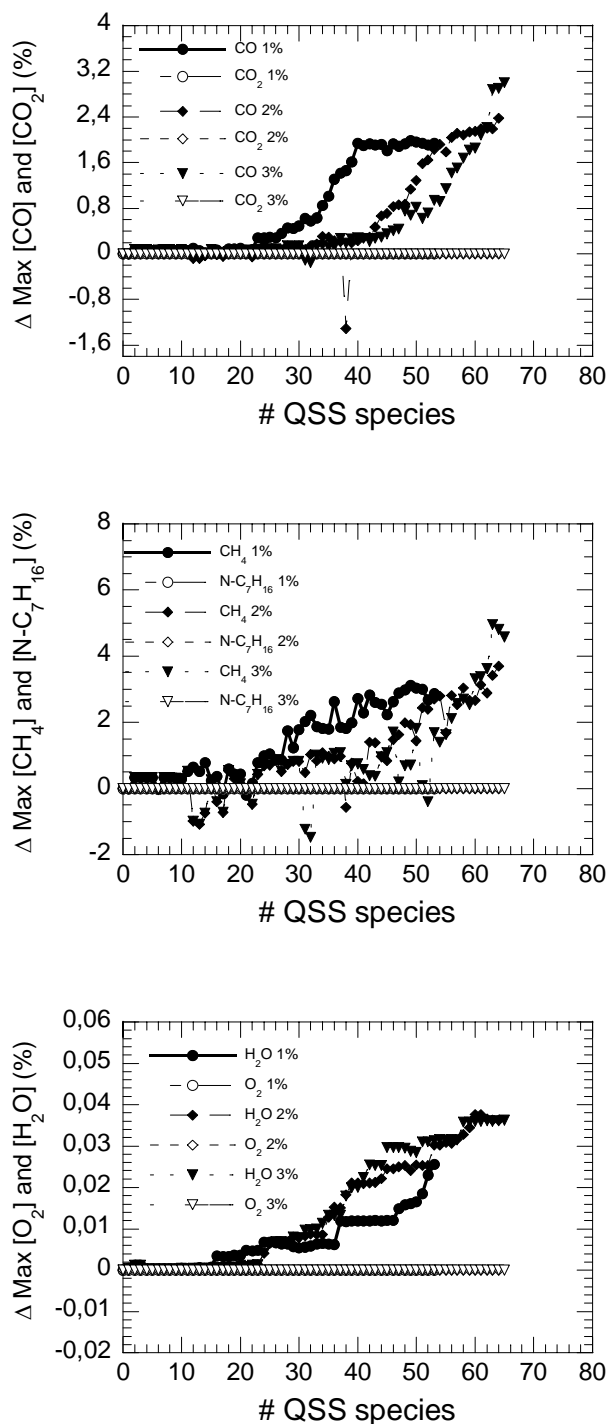 Δ Max [CO] and [CO₂] (%)
4
3,2
2,4
1,6
0,8
0
-0,8
-1,6
CO 1%
CO₂ 1%
CO 2%
CO₂ 2%
CO 3%
CO₂ 3%
0 10 20 30 40 50 60 70 80
# QSS species
Δ Max [CH₄] and [N-C₇H₁₆] (%)
8
6
4
2
0
-2
CH₄ 1%
N-C₇H₁₆ 1%
CH₄ 2%
N-C₇H₁₆ 2%
CH₄ 3%
N-C₇H₁₆ 3%
0 10 20 30 40 50 60 70 80
# QSS species
Δ Max [O₂] and [H₂O] (%)
0,06
0,05
0,04
0,03
0,02
0,01
0
-0,01
-0,02
H₂O 1%
O₂ 1%
H₂O 2%
O₂ 2%
H₂O 3%
O₂ 3%
0 10 20 30 40 50 60 70 80
# QSS species